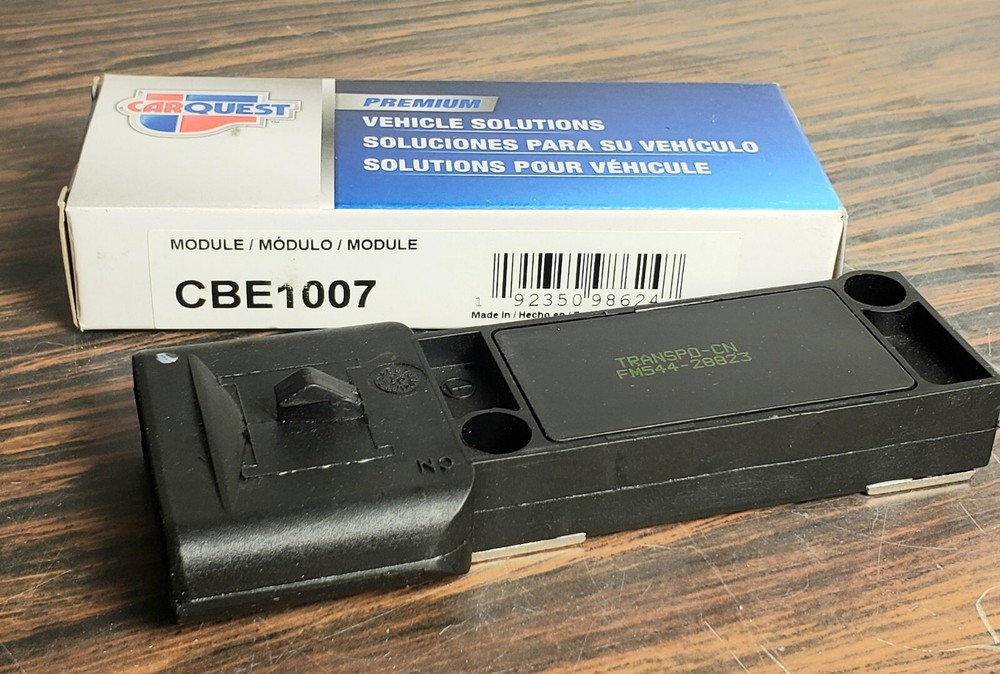 CARQUEST
PREMIUM
VEHICLE SOLUTIONS
SOLUCIONES PARA SU VEHÍCULO
SOLUTIONS POUR VÉHICULE
MODULE / MÓDULO / MODULE
CBE1007
1 92350 98624
Made in / Hecho en /
TRANSPO-CN
FM544-28823
CN